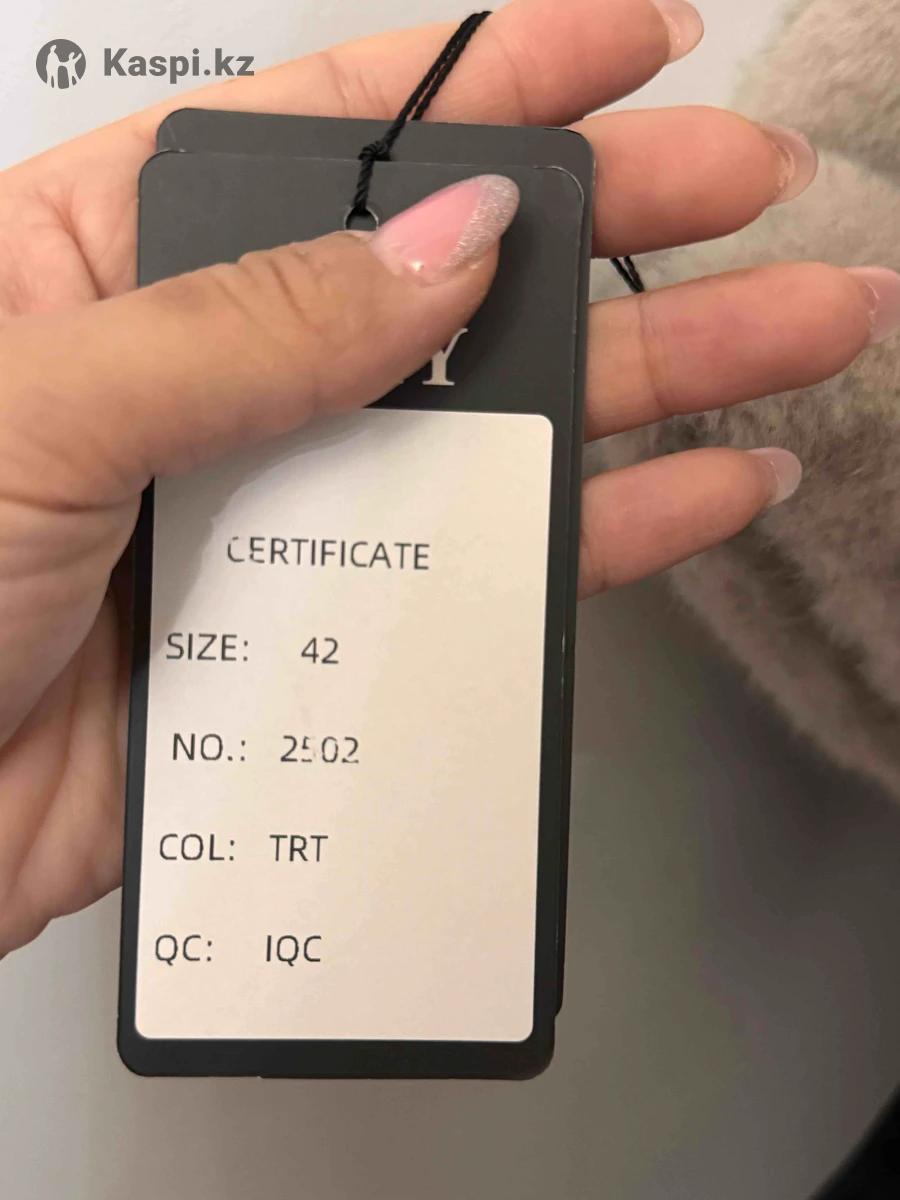 Kaspi.kz
Y
CERTIFICATE
SIZE: 42
NO.: 2502
COL: TRT
QC: IQC